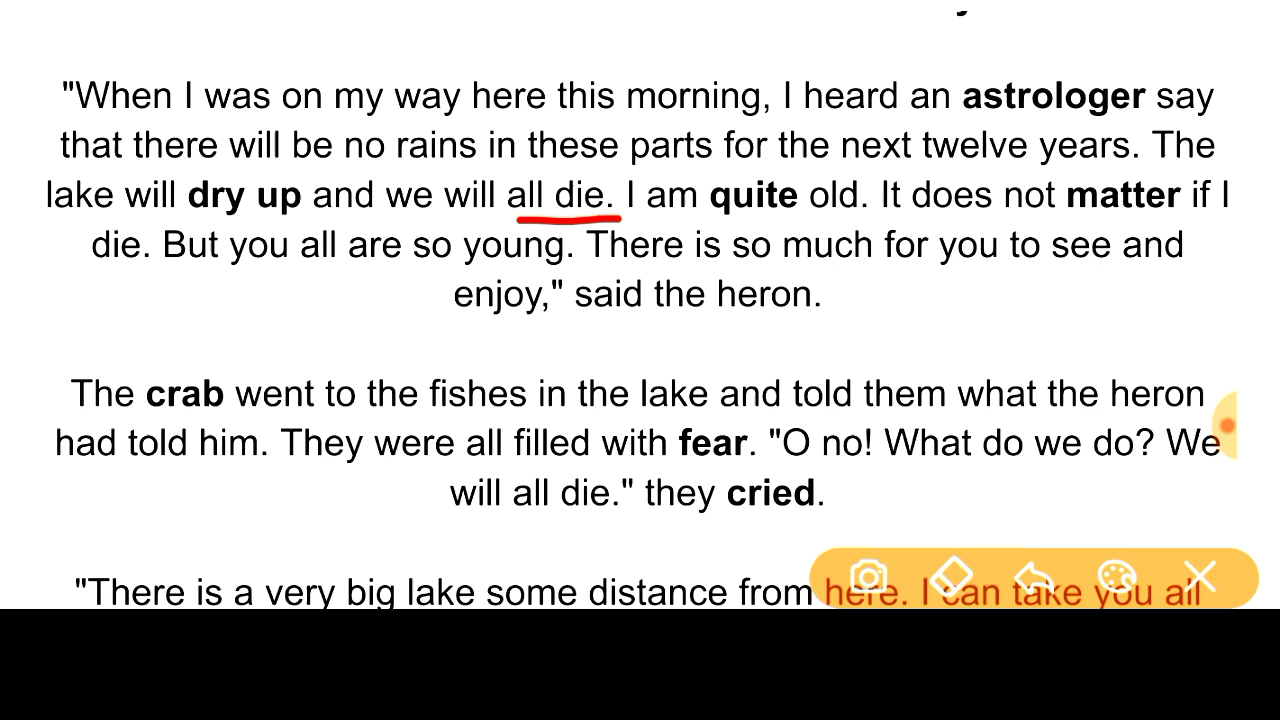 "When I was on my way here this morning, I heard an astrologer say
that there will be no rains in these parts for the next twelve years. The
lake will dry up and we will all die. I am quite old. It does not matter if I
die. But you all are so young. There is so much for you to see and
enjoy," said the heron.
The crab went to the fishes in the lake and told them what the heron
had told him. They were all filled with fear. "O no! What do we do? We
will all die." they cried.
"There is a very big lake some distance from here. I can take you all